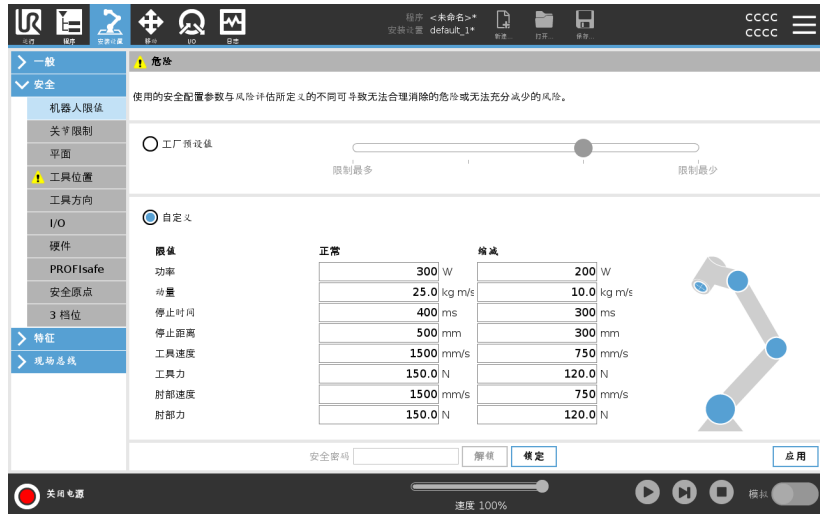 UR
运行
程序
安装设置
移动
I/O
日志
程序 <未命名>*
安装设置 default_1*
新建...
打开...
保存...
cccc
cccc
一般
安全
机器人限值
关节限制
平面
工具位置
工具方向
I/O
硬件
PROFIsafe
安全原点
3 档位
特征
现场总线
危险
使用的安全配置参数与风险评估所定义的不同可导致无法合理消除的危险或无法充分减少的风险。
工厂预设值
限制最多 限制最少
自定义
限值 正常 缩减
功率 300 W 200 W
动量 25.0 kg m/s 10.0 kg m/s
停止时间 400 ms 300 ms
停止距离 500 mm 300 mm
工具速度 1500 mm/s 750 mm/s
工具力 150.0 N 120.0 N
肘部速度 1500 mm/s 750 mm/s
肘部力 150.0 N 120.0 N
安全密码 解锁 锁定 应用
关闭电源
速度 100%
模拟